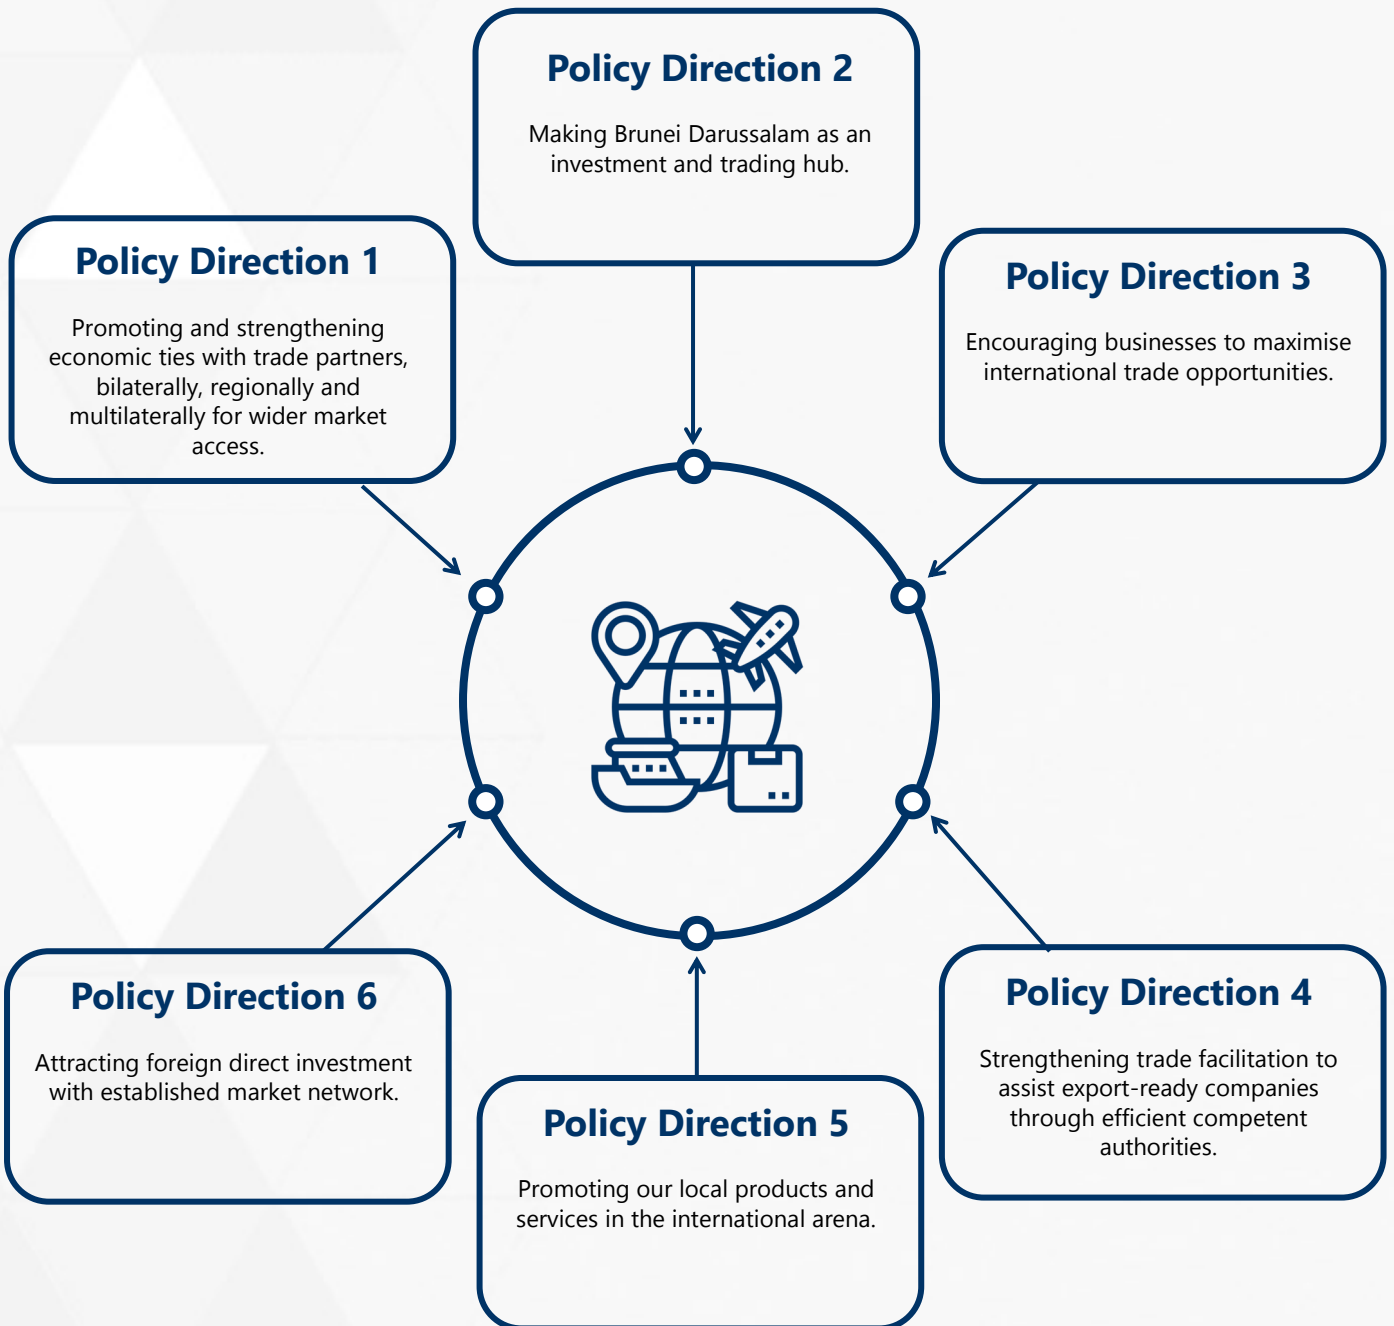 Policy Direction 1
Promoting and strengthening
economic ties with trade partners,
bilaterally, regionally and
multilaterally for wider market
access.
Policy Direction 2
Making Brunei Darussalam as an
investment and trading hub.
Policy Direction 3
Encouraging businesses to maximise
international trade opportunities.
Policy Direction 4
Strengthening trade facilitation to
assist export-ready companies
through efficient competent
authorities.
Policy Direction 5
Promoting our local products and
services in the international arena.
Policy Direction 6
Attracting foreign direct investment
with established market network.